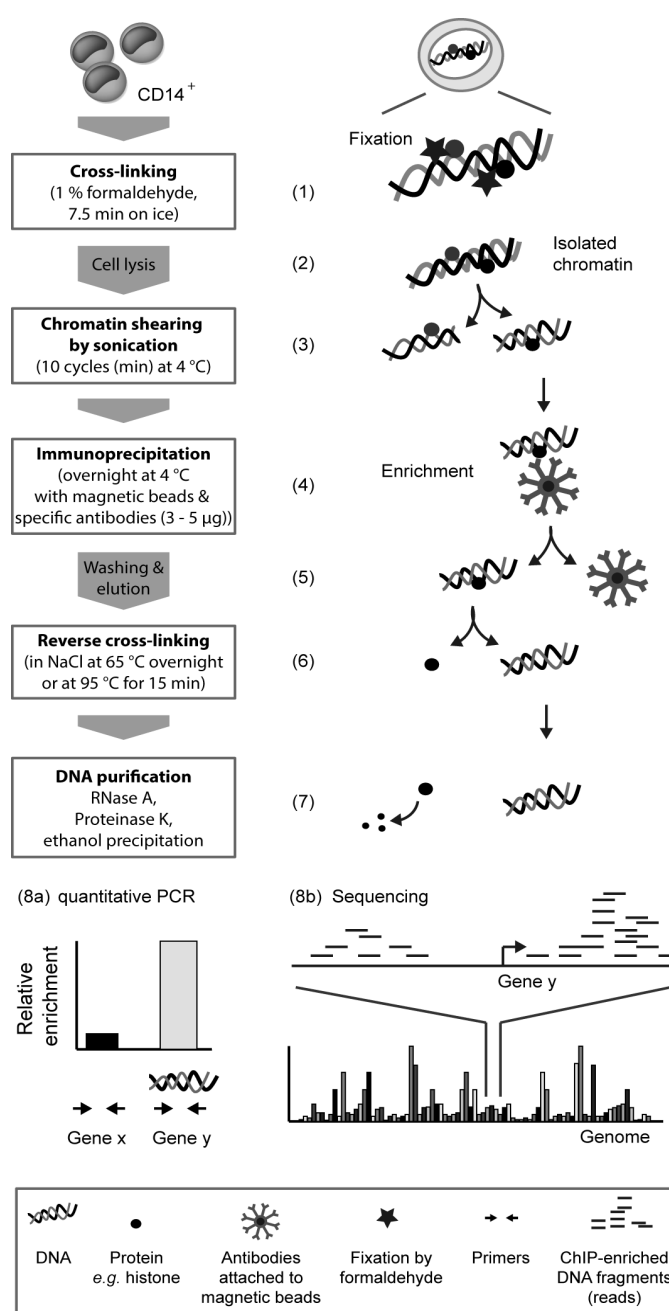 CD14+
Cross-linking
(1 % formaldehyde,
7.5 min on ice)
Cell lysis
Chromatin shearing
by sonication
(10 cycles (min) at 4 °C)
Immunoprecipitation
(overnight at 4 °C
with magnetic beads &
specific antibodies (3 - 5 µg))
Washing &
elution
Reverse cross-linking
(in NaCl at 65 °C overnight
or at 95 °C for 15 min)
DNA purification
RNase A,
Proteinase K,
ethanol precipitation
Fixation
(1)
(2)
Isolated
chromatin
(3)
Enrichment
(4)
(5)
(6)
(7)
(8a) quantitative PCR
Relative
enrichment
Gene x
Gene y
(8b) Sequencing
Gene y
Genome
DNA
Protein
e.g. histone
Antibodies
attached to
magnetic beads
Fixation by
formaldehyde
Primers
ChIP-enriched
DNA fragments
(reads)